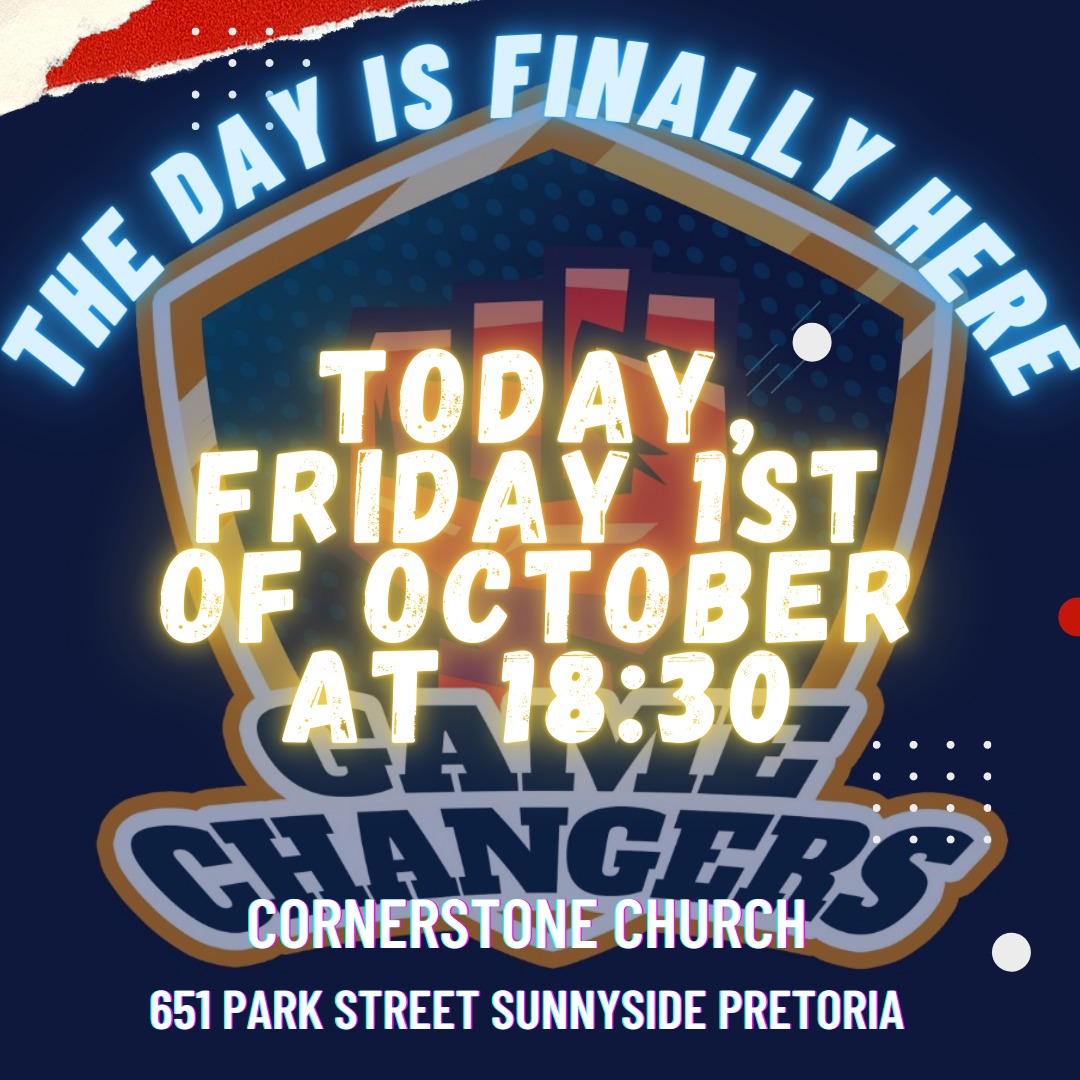 THE DAY IS FINALLY HERE
TODAY,
FRIDAY 1ST
OF OCTOBER
AT 18:30
GAME
CHANGERS
CORNERSTONE CHURCH
651 PARK STREET SUNNYSIDE PRETORIA